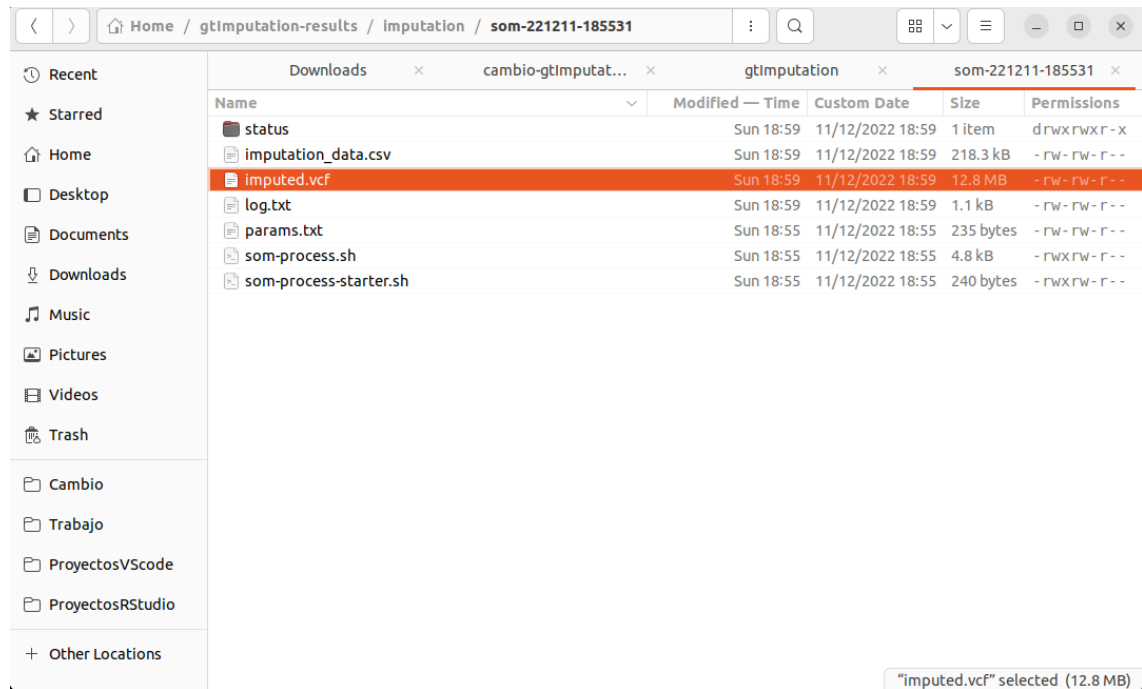 Home / gtImputation-results / imputation / som-221211-185531
Recent
Starred
Home
Desktop
Documents
Downloads
Music
Pictures
Videos
Trash
Cambio
Trabajo
ProyectosVScode
ProyectosRStudio
+ Other Locations
Downloads × cambio-gtImputat... × gtImputation × som-221211-185531 ×
Name Modified — Time Custom Date Size Permissions
status Sun 18:59 11/12/2022 18:59 1 item drwxrwxr-x
imputation_data.csv Sun 18:59 11/12/2022 18:59 218.3 kB -rw-rw-r--
imputed.vcf Sun 18:59 11/12/2022 18:59 12.8 MB -rw-rw-r--
log.txt Sun 18:59 11/12/2022 18:59 1.1 kB -rw-rw-r--
params.txt Sun 18:55 11/12/2022 18:55 235 bytes -rw-rw-r--
som-process.sh Sun 18:55 11/12/2022 18:55 4.8 kB -rwxrw-r--
som-process-starter.sh Sun 18:55 11/12/2022 18:55 240 bytes -rwxrw-r--
“imputed.vcf” selected (12.8 MB)